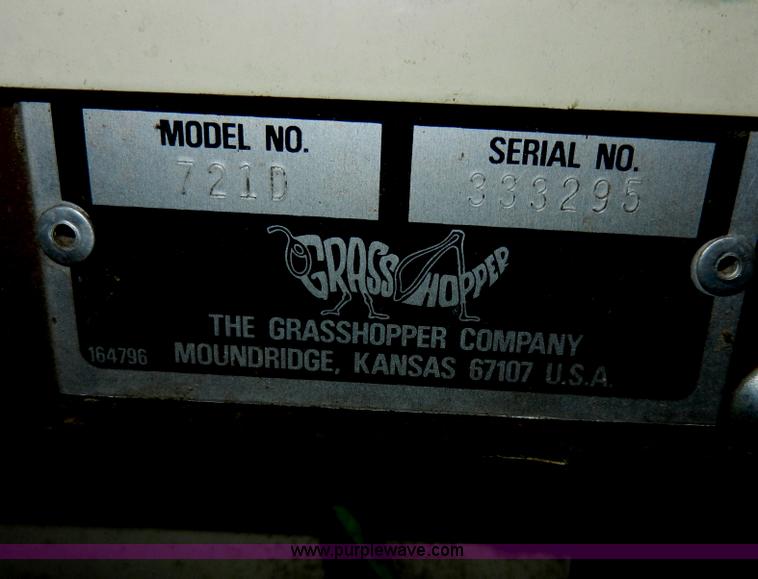 MODEL NO.
721D
SERIAL NO.
333295
GRASSHOPPER
THE GRASSHOPPER COMPANY
164796 MOUNDRIDGE, KANSAS 67107 U.S.A.
www.purplewave.com